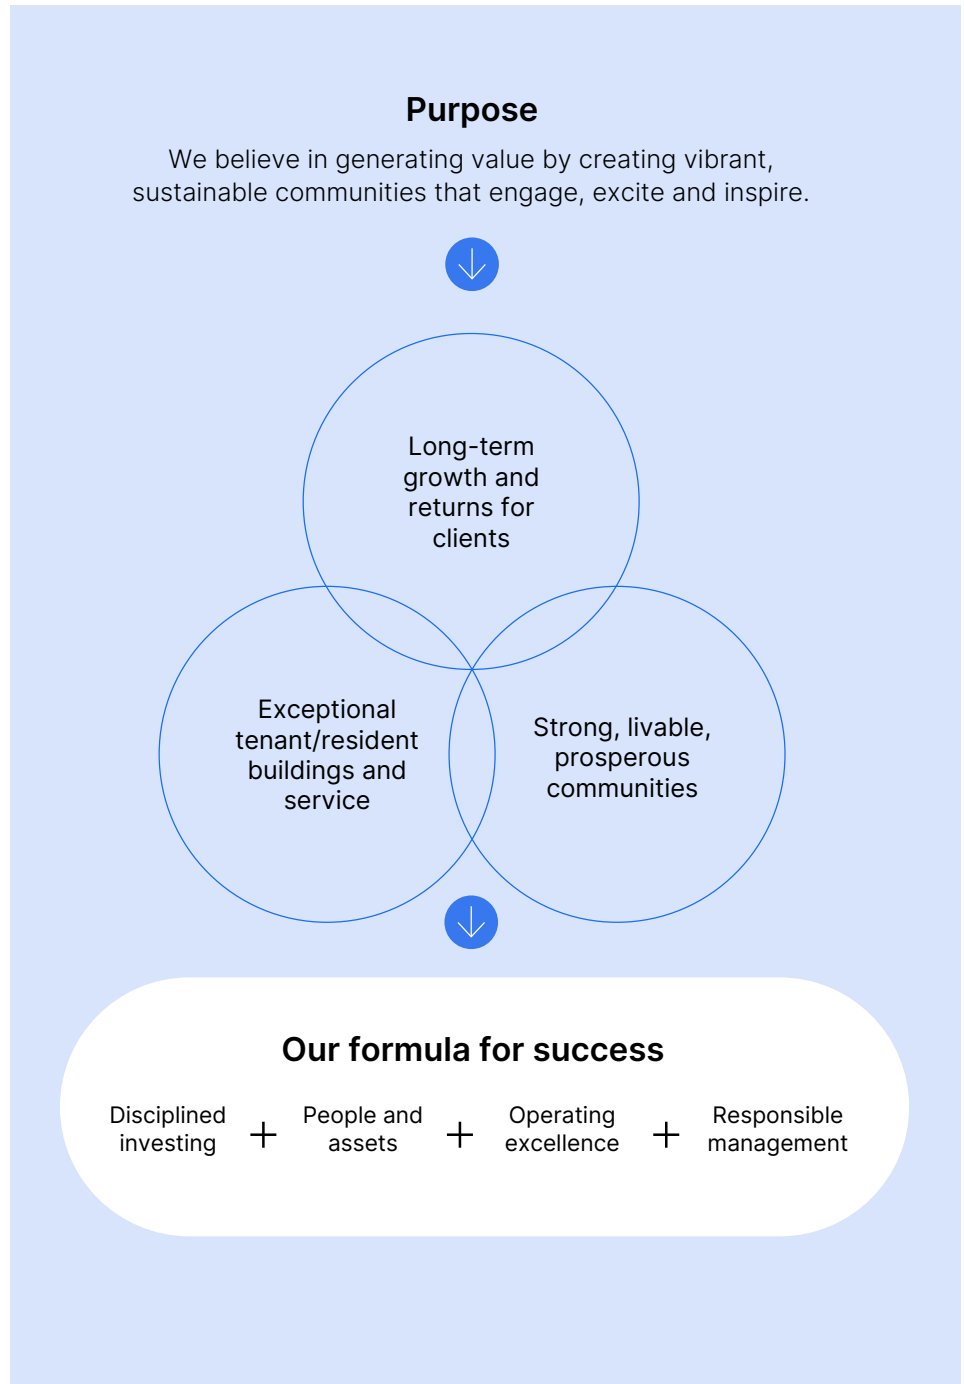 Purpose
We believe in generating value by creating vibrant,
sustainable communities that engage, excite and inspire.
Long-term
growth and
returns for
clients
Exceptional
tenant/resident
buildings and
service
Strong, livable,
prosperous
communities
Our formula for success
Disciplined
investing
+
People and
assets
+
Operating
excellence
+
Responsible
management